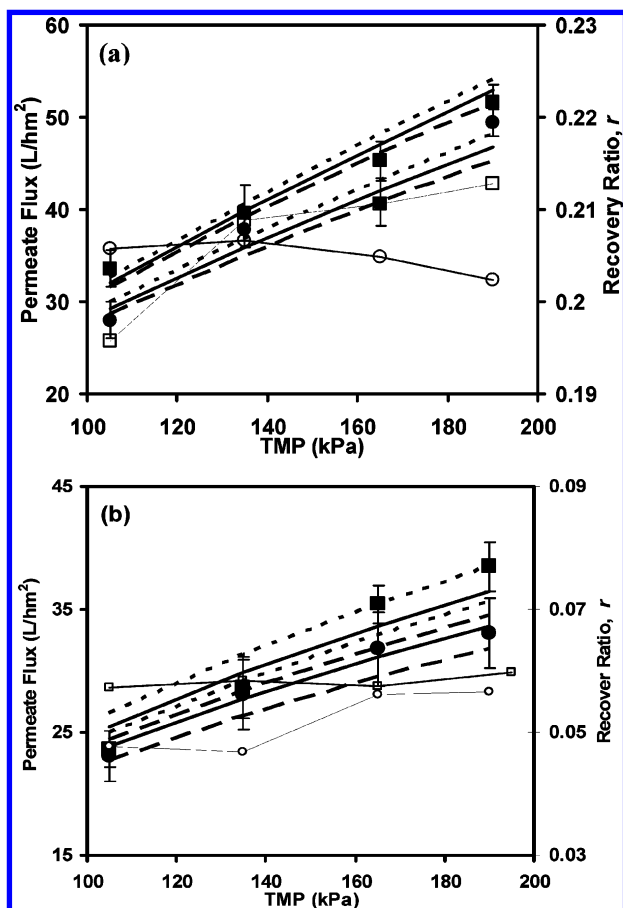 (a)
60
50
40
30
20
Permeate Flux (L/hm²)
0.23
0.22
0.21
0.2
0.19
Recovery Ratio, r
100 120 140 160 180 200
TMP (kPa)
(b)
45
35
25
15
Permeate Flux (L/hm²)
0.09
0.07
0.05
0.03
Recover Ratio, r
100 120 140 160 180 200
TMP (kPa)